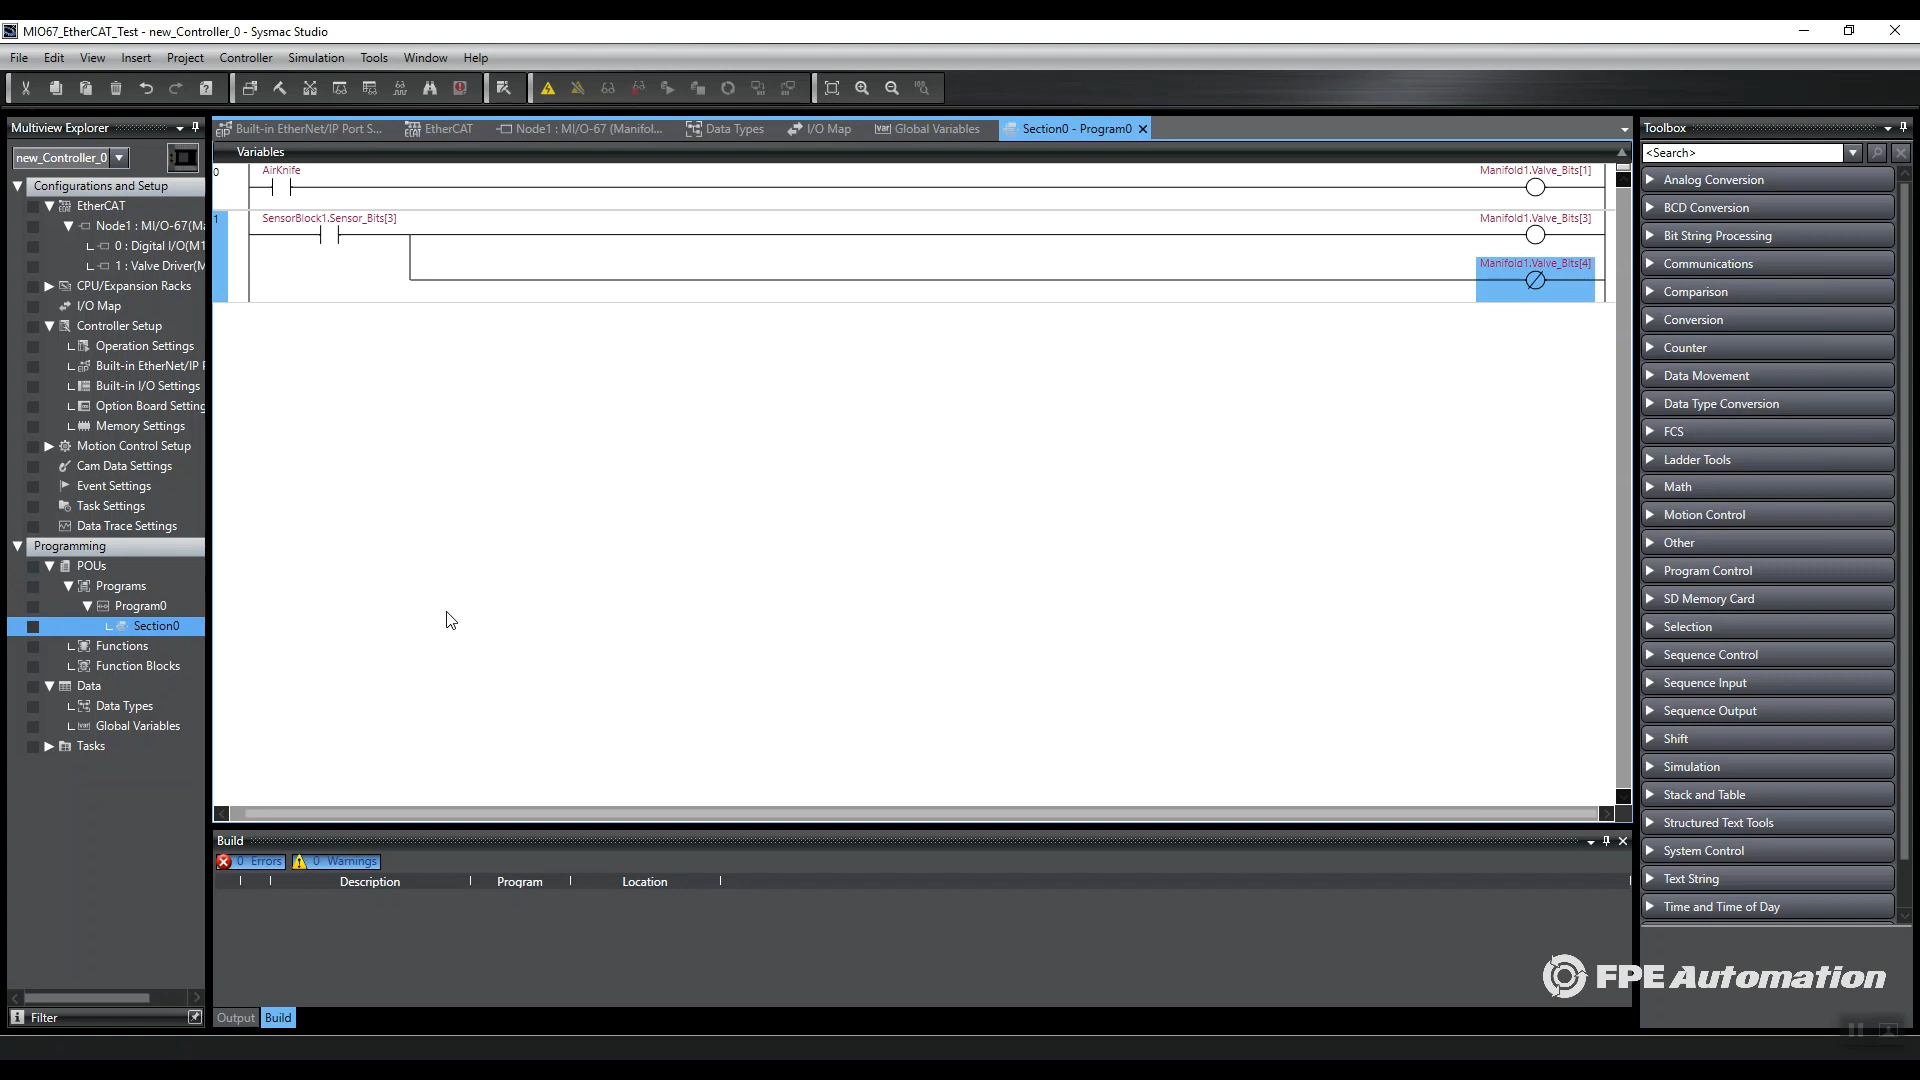 MIO67_EtherCAT_Test - new_Controller_0 - Sysmac Studio
File Edit View Insert Project Controller Simulation Tools Window Help
Multiview Explorer
new_Controller_0
Configurations and Setup
EtherCAT
Node1 : MI/O-67(Ma
0 : Digital I/O(M1
1 : Valve Driver(M
CPU/Expansion Racks
I/O Map
Controller Setup
Operation Settings
Built-in EtherNet/IP P
Built-in I/O Settings
Option Board Setting
Memory Settings
Motion Control Setup
Cam Data Settings
Event Settings
Task Settings
Data Trace Settings
Programming
POUs
Programs
Program0
Section0
Functions
Function Blocks
Data
Data Types
Global Variables
Tasks
Filter
Built-in EtherNet/IP Port S... EtherCAT Node1 : MI/O-67 (Manifol... Data Types I/O Map Global Variables Section0 - Program0
Variables
0
AirKnife
Manifold1.Valve_Bits[1]
1
SensorBlock1.Sensor_Bits[3]
Manifold1.Valve_Bits[3]
Manifold1.Valve_Bits[4]
Build
0 Errors 0 Warnings
Description Program Location
Output Build
Toolbox
<Search>
Analog Conversion
BCD Conversion
Bit String Processing
Communications
Comparison
Conversion
Counter
Data Movement
Data Type Conversion
FCS
Ladder Tools
Math
Motion Control
Other
Program Control
SD Memory Card
Selection
Sequence Control
Sequence Input
Sequence Output
Shift
Simulation
Stack and Table
Structured Text Tools
System Control
Text String
Time and Time of Day
FPE Automation